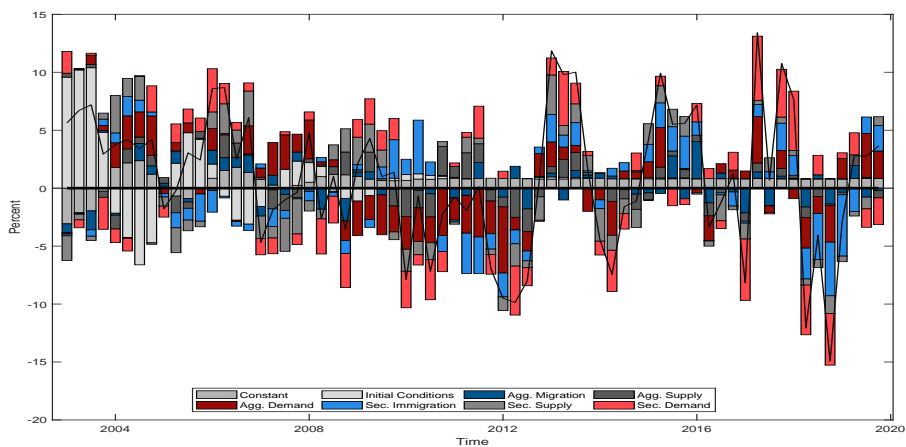 15
10
5
0
-5
-10
-15
-20
Percent
Constant Initial Conditions Agg. Migration Agg. Supply
Agg. Demand Sec. Immigration Sec. Supply Sec. Demand
2004 2008 2012 2016 2020
Time